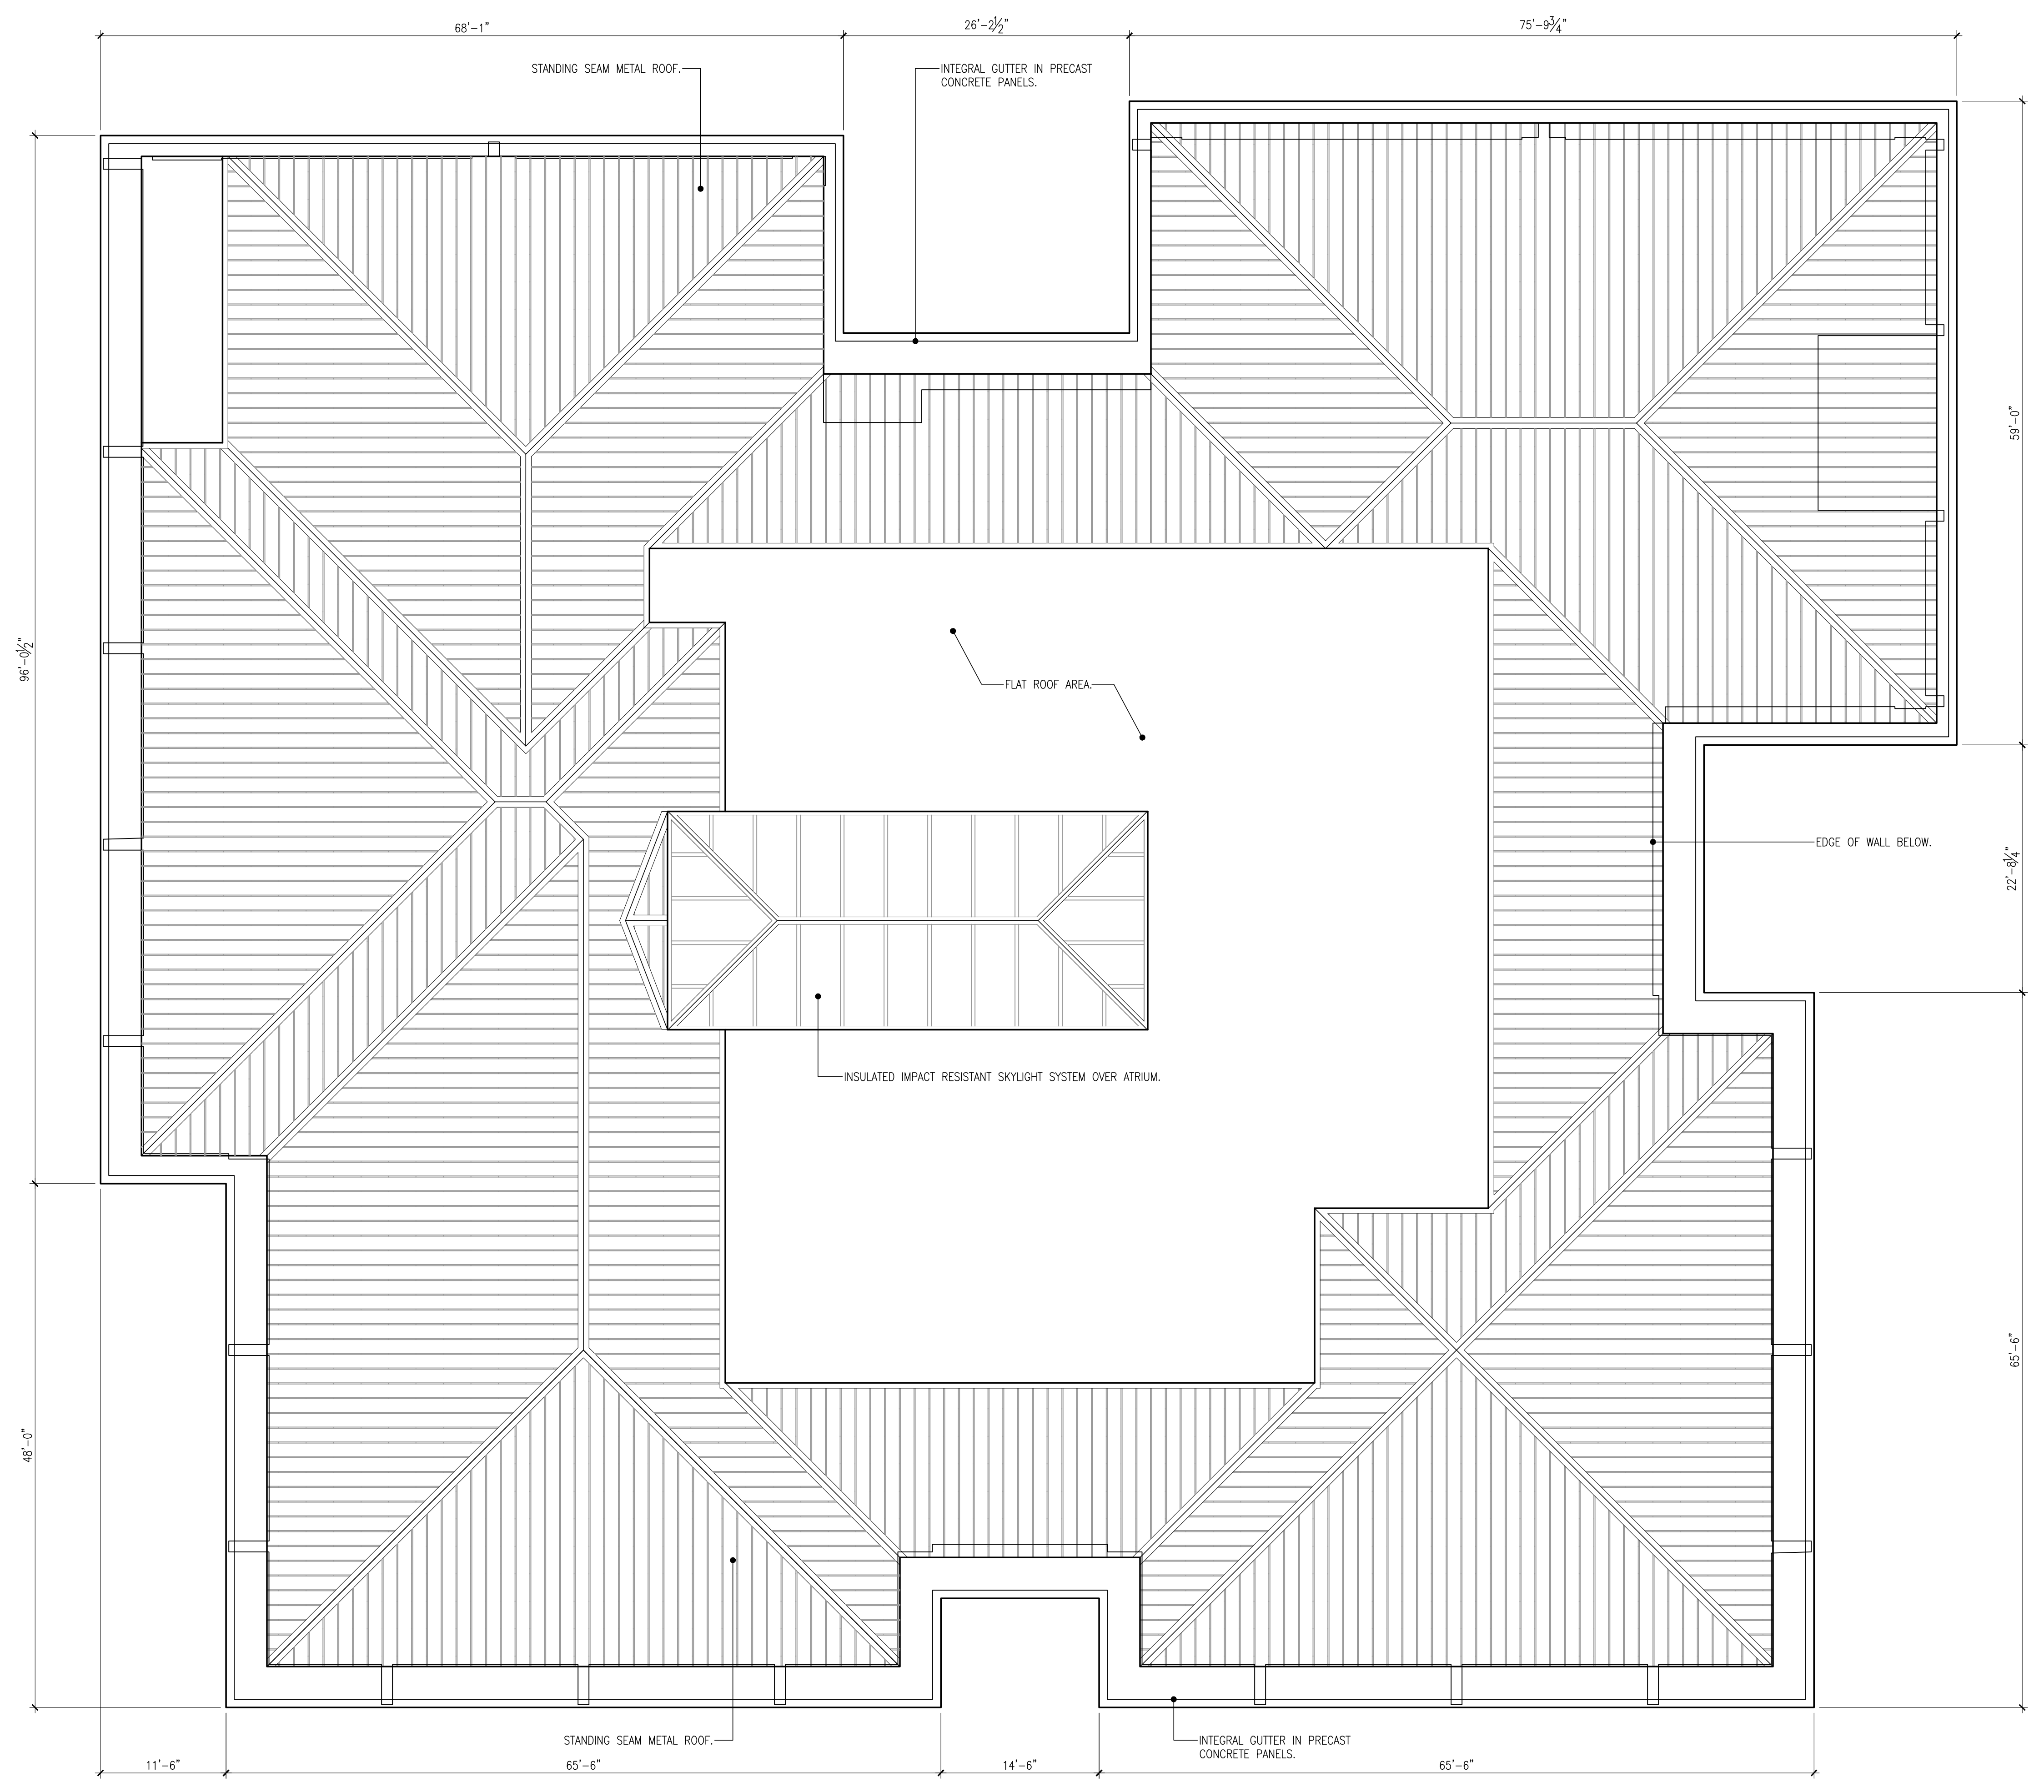 68'-1"
26'-2½"
75'-9¾"
STANDING SEAM METAL ROOF.
INTEGRAL GUTTER IN PRECAST
CONCRETE PANELS.
59'-0"
96'-0½"
FLAT ROOF AREA.
EDGE OF WALL BELOW.
22'-8¼"
INSULATED IMPACT RESISTANT SKYLIGHT SYSTEM OVER ATRIUM.
65'-6"
48'-0"
STANDING SEAM METAL ROOF.
INTEGRAL GUTTER IN PRECAST
CONCRETE PANELS.
11'-6"
65'-6"
14'-6"
65'-6"